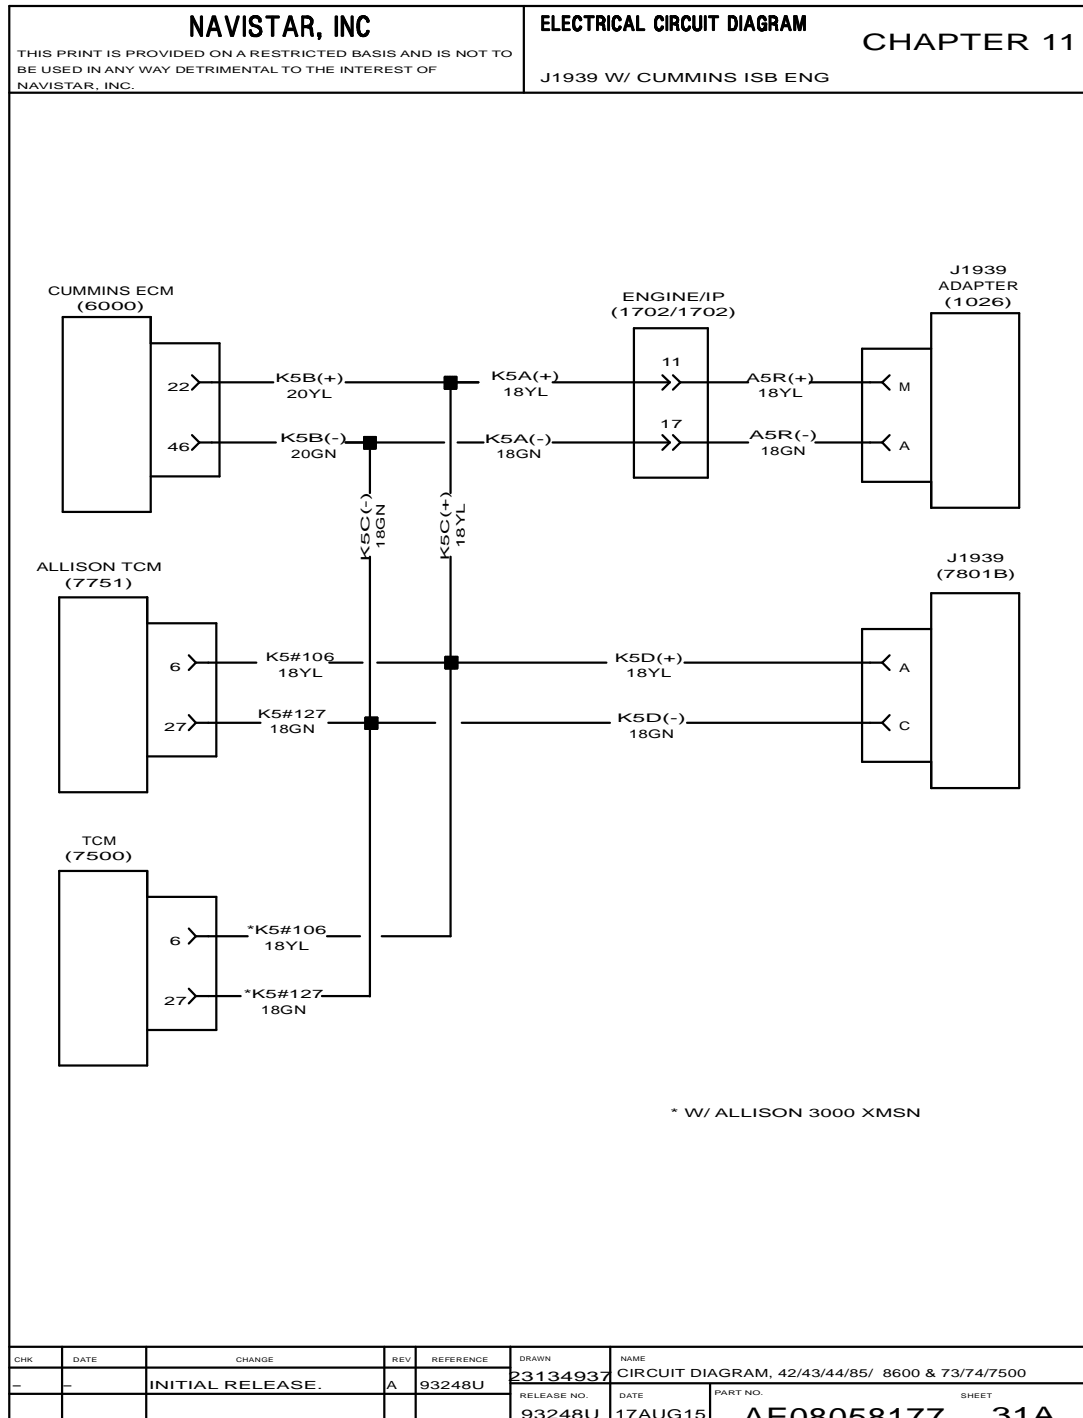 NAVISTAR, INC
THIS PRINT IS PROVIDED ON A RESTRICTED BASIS AND IS NOT TO
BE USED IN ANY WAY DETRIMENTAL TO THE INTEREST OF
NAVISTAR, INC.
ELECTRICAL CIRCUIT DIAGRAM
CHAPTER 11
J1939 W/ CUMMINS ISB ENG
CUMMINS ECM
(6000)
22
46
K5B(+)
20YL
K5B(-)
20GN
K5A(+)
18YL
K5A(-)
18GN
ENGINE/IP
(1702/1702)
11
17
A5R(+)
18YL
A5R(-)
18GN
J1939
ADAPTER
(1026)
M
A
K5C(-)
18GN
K5C(+)
18YL
ALLISON TCM
(7751)
6
27
K5#106
18YL
K5#127
18GN
K5D(+)
18YL
K5D(-)
18GN
J1939
(7801B)
A
C
TCM
(7500)
6
27
*K5#106
18YL
*K5#127
18GN
* W/ ALLISON 3000 XMSN
CHK DATE CHANGE REV REFERENCE
- - INITIAL RELEASE. A 93248U
DRAWN
23134937
NAME
CIRCUIT DIAGRAM, 42/43/44/85/ 8600 & 73/74/7500
RELEASE NO.
93248U
DATE
17AUG15
PART NO.
AE08058177
SHEET
31A